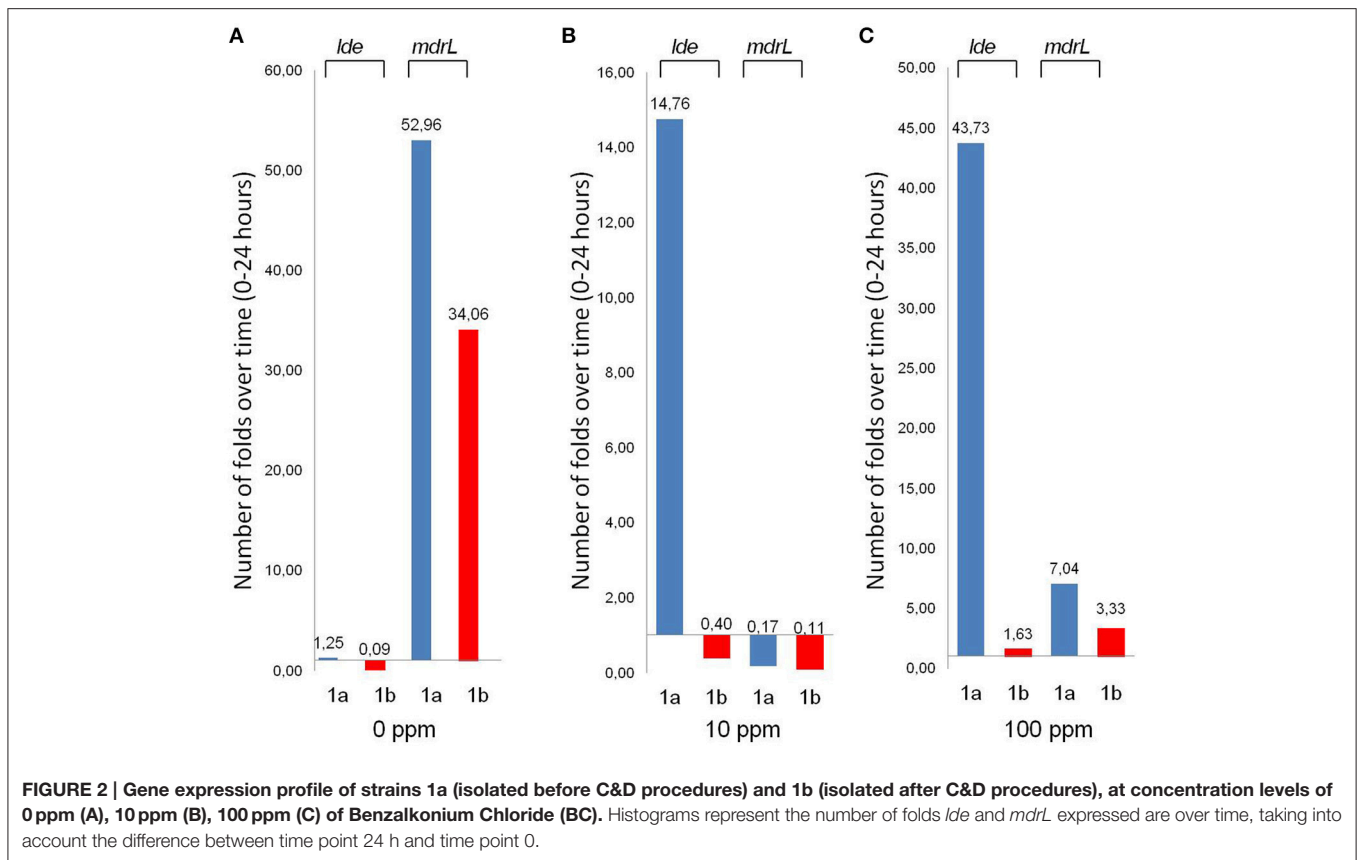 A
lde
mdrL
60,00
50,00
40,00
30,00
20,00
10,00
0,00
Number of folds over time (0-24 hours)
1,25
0,09
52,96
34,06
1a
1b
1a
1b
0 ppm
B
lde
mdrL
16,00
14,00
12,00
10,00
8,00
6,00
4,00
2,00
0,00
Number of folds over time (0-24 hours)
14,76
0,40
0,17
0,11
1a
1b
1a
1b
10 ppm
C
lde
mdrL
50,00
45,00
40,00
35,00
30,00
25,00
20,00
15,00
10,00
5,00
0,00
Number of folds over time (0-24 hours)
43,73
1,63
7,04
3,33
1a
1b
1a
1b
100 ppm
FIGURE 2 | Gene expression profile of strains 1a (isolated before C&D procedures) and 1b (isolated after C&D procedures), at concentration levels of
0 ppm (A), 10 ppm (B), 100 ppm (C) of Benzalkonium Chloride (BC). Histograms represent the number of folds lde and mdrL expressed are over time, taking into
account the difference between time point 24 h and time point 0.